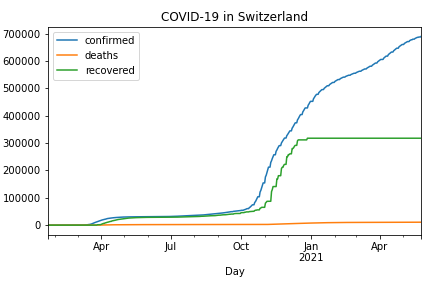 COVID-19 in Switzerland
confirmed
deaths
recovered
700000
600000
500000
400000
300000
200000
100000
0
Apr
Jul
Oct
Jan
2021
Apr
Day